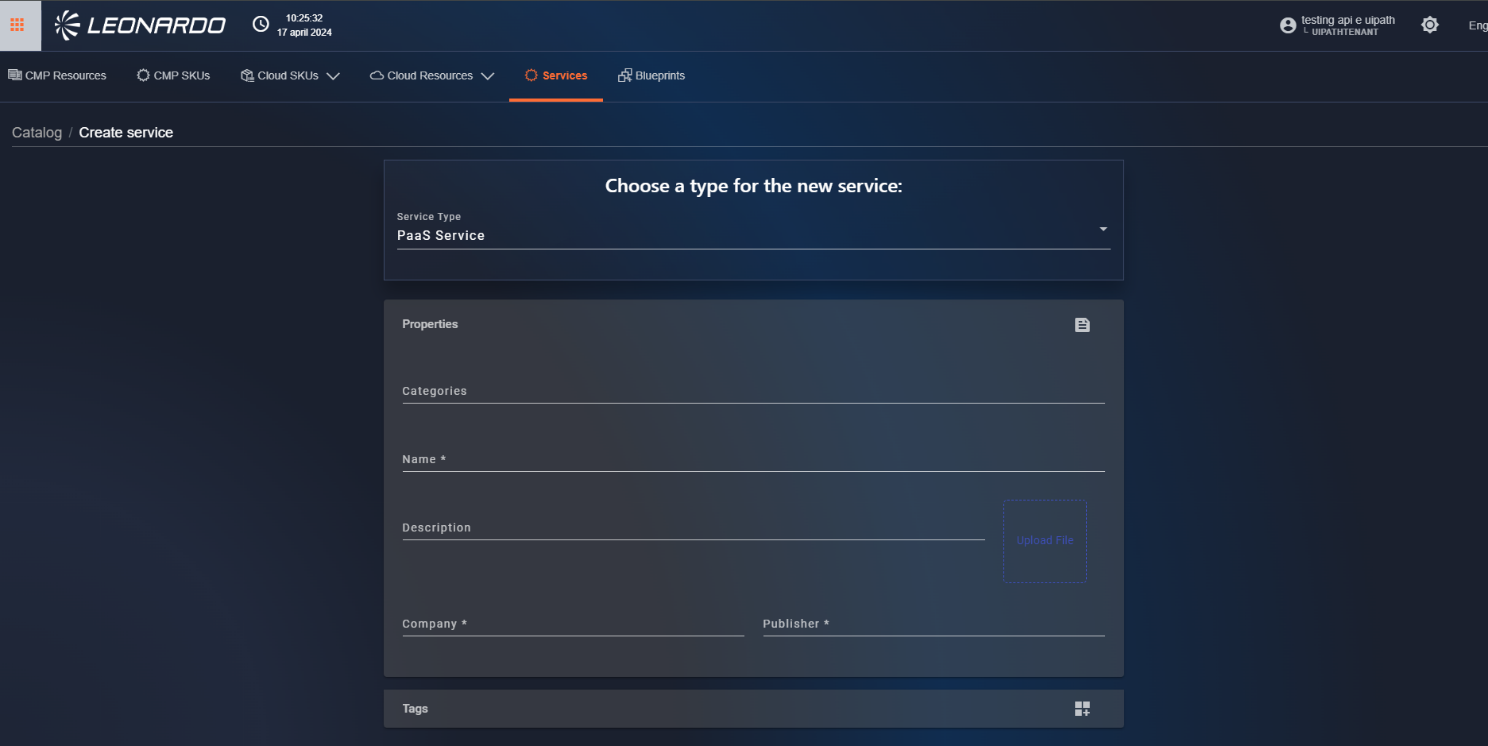 LEONARDO
10:25:32
17 april 2024
testing api e uipath
└ UIPATHTENANT
Eng
CMP Resources
CMP SKUs
Cloud SKUs
Cloud Resources
Services
Blueprints
Catalog / Create service
Choose a type for the new service:
Service Type
PaaS Service
Properties
Categories
Name *
Description
Upload File
Company *
Publisher *
Tags